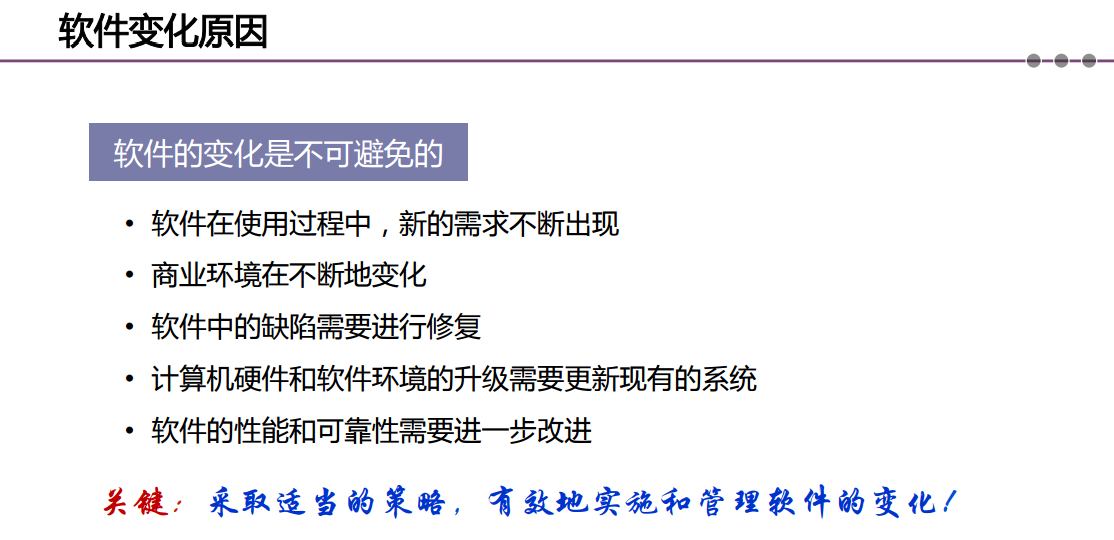 软件变化原因
软件的变化是不可避免的
• 软件在使用过程中，新的需求不断出现
• 商业环境在不断地变化
• 软件中的缺陷需要进行修复
• 计算机硬件和软件环境的升级需要更新现有的系统
• 软件的性能和可靠性需要进一步改进
关键：采取适当的策略，有效地实施和管理软件的变化！